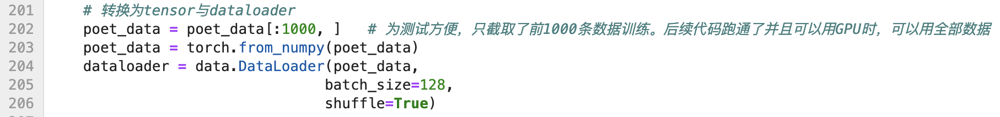 201 # 转换为tensor与dataloader
202 poet_data = poet_data[:1000, ] # 为测试方便，只截取了前1000条数据训练。后续代码跑通了并且可以用GPU时，可以用全部数据
203 poet_data = torch.from_numpy(poet_data)
204 dataloader = data.DataLoader(poet_data,
205 batch_size=128,
206 shuffle=True)